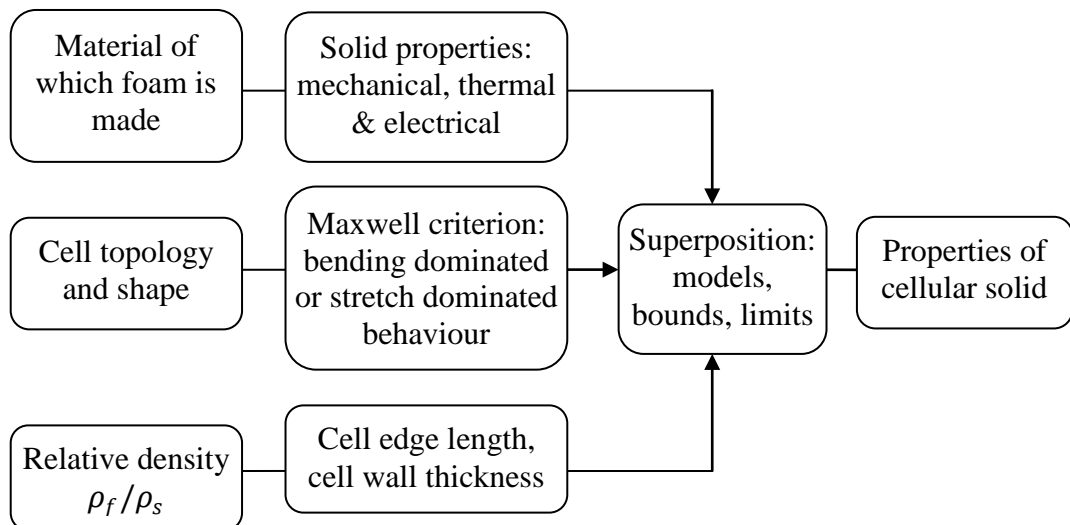 Material of
which foam is
made
Solid properties:
mechanical, thermal
& electrical
Cell topology
and shape
Maxwell criterion:
bending dominated
or stretch dominated
behaviour
Superposition:
models,
bounds, limits
Properties of
cellular solid
Relative density
ρ_f/ρ_s
Cell edge length,
cell wall thickness